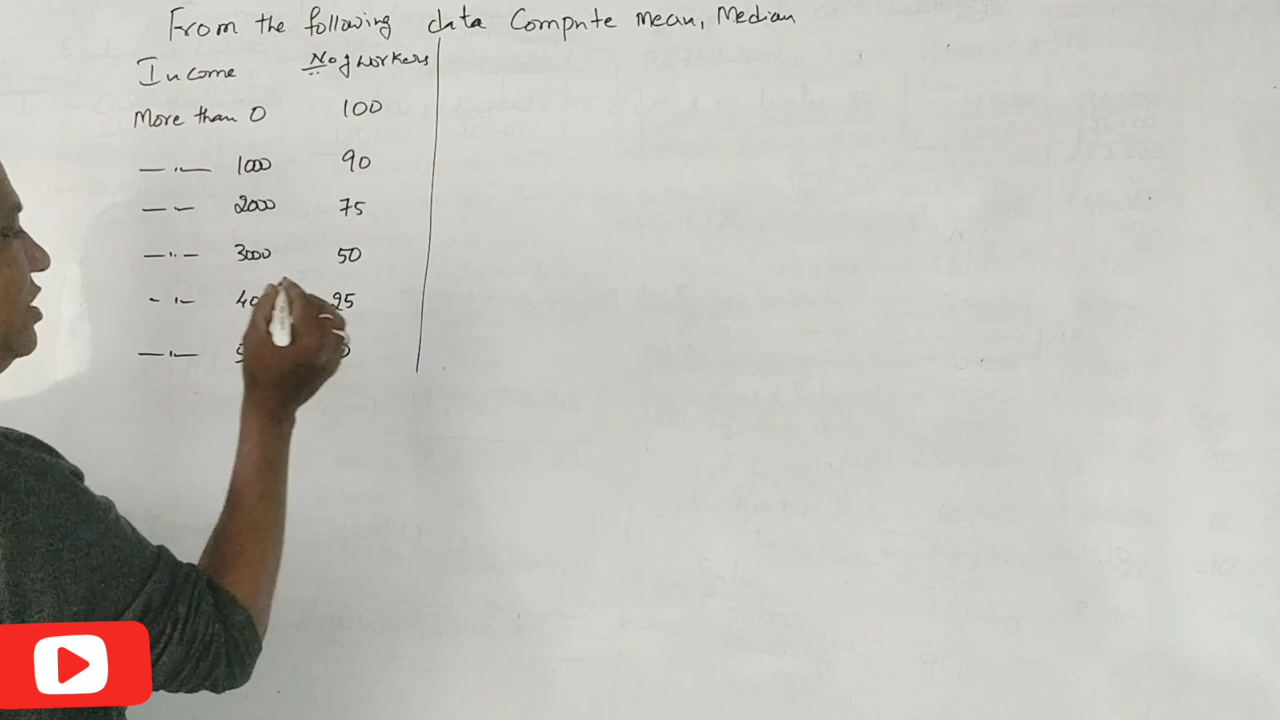 From the following data Compute Mean, Median
Income No of workers
More than 0 100
—"— 1000 90
—"— 2000 75
—"— 3000 50
—"— 25
—"—